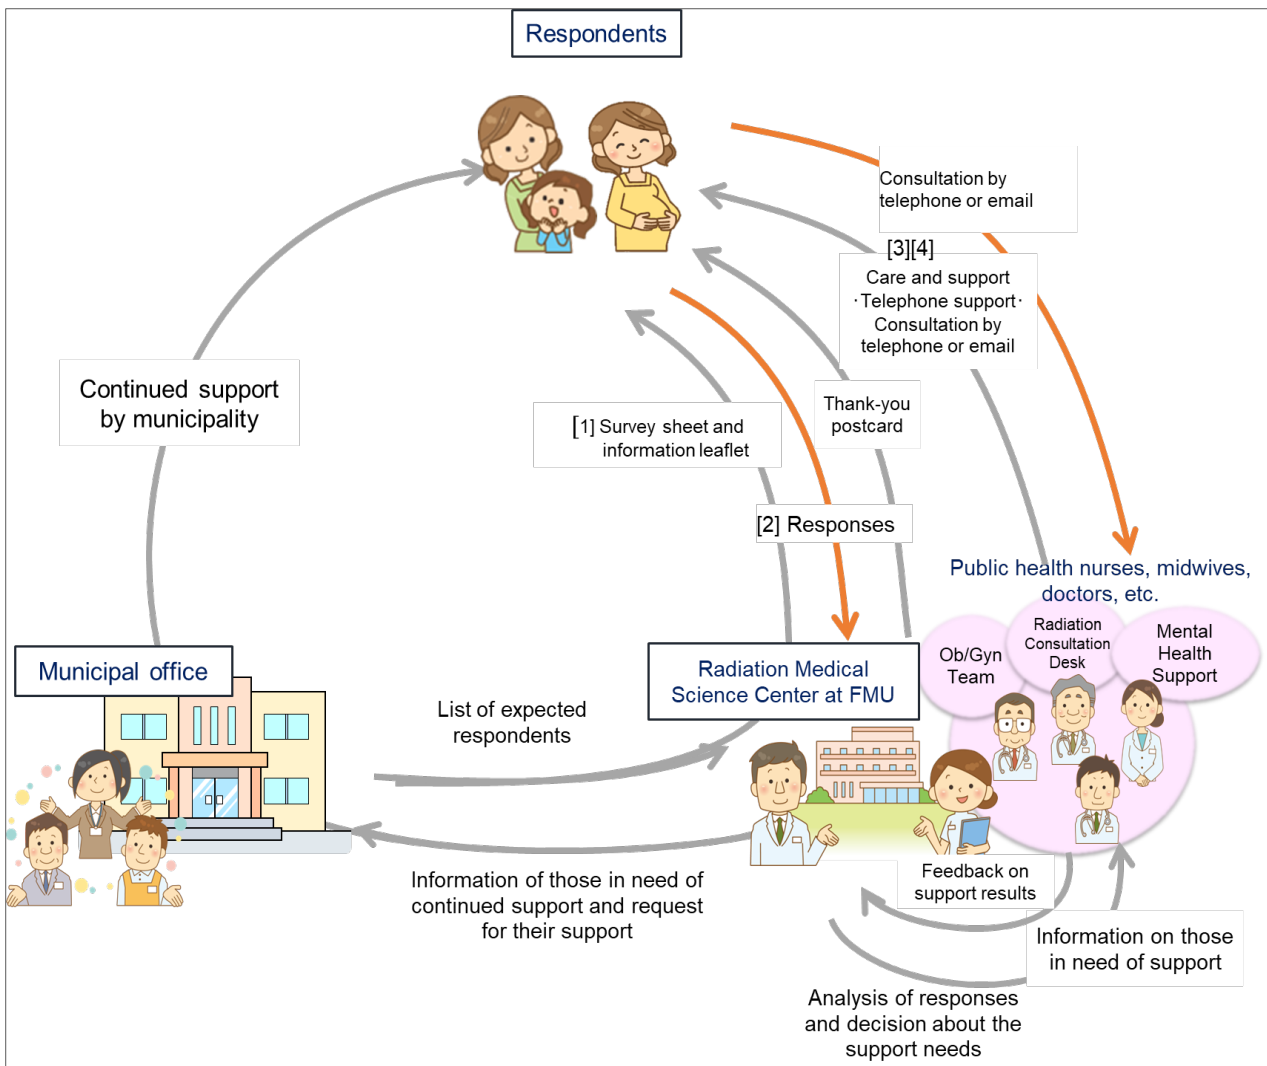 Respondents
Consultation by
telephone or email
[3][4]
Care and support
·Telephone support·
Consultation by
telephone or email
Continued support
by municipality
Thank-you
postcard
[1] Survey sheet and
information leaflet
[2] Responses
Public health nurses, midwives,
doctors, etc.
Ob/Gyn
Team
Radiation
Consultation
Desk
Mental
Health
Support
Municipal office
Radiation Medical
Science Center at FMU
List of expected
respondents
Information of those in need of
continued support and request
for their support
Feedback on
support results
Information on those
in need of support
Analysis of responses
and decision about the
support needs